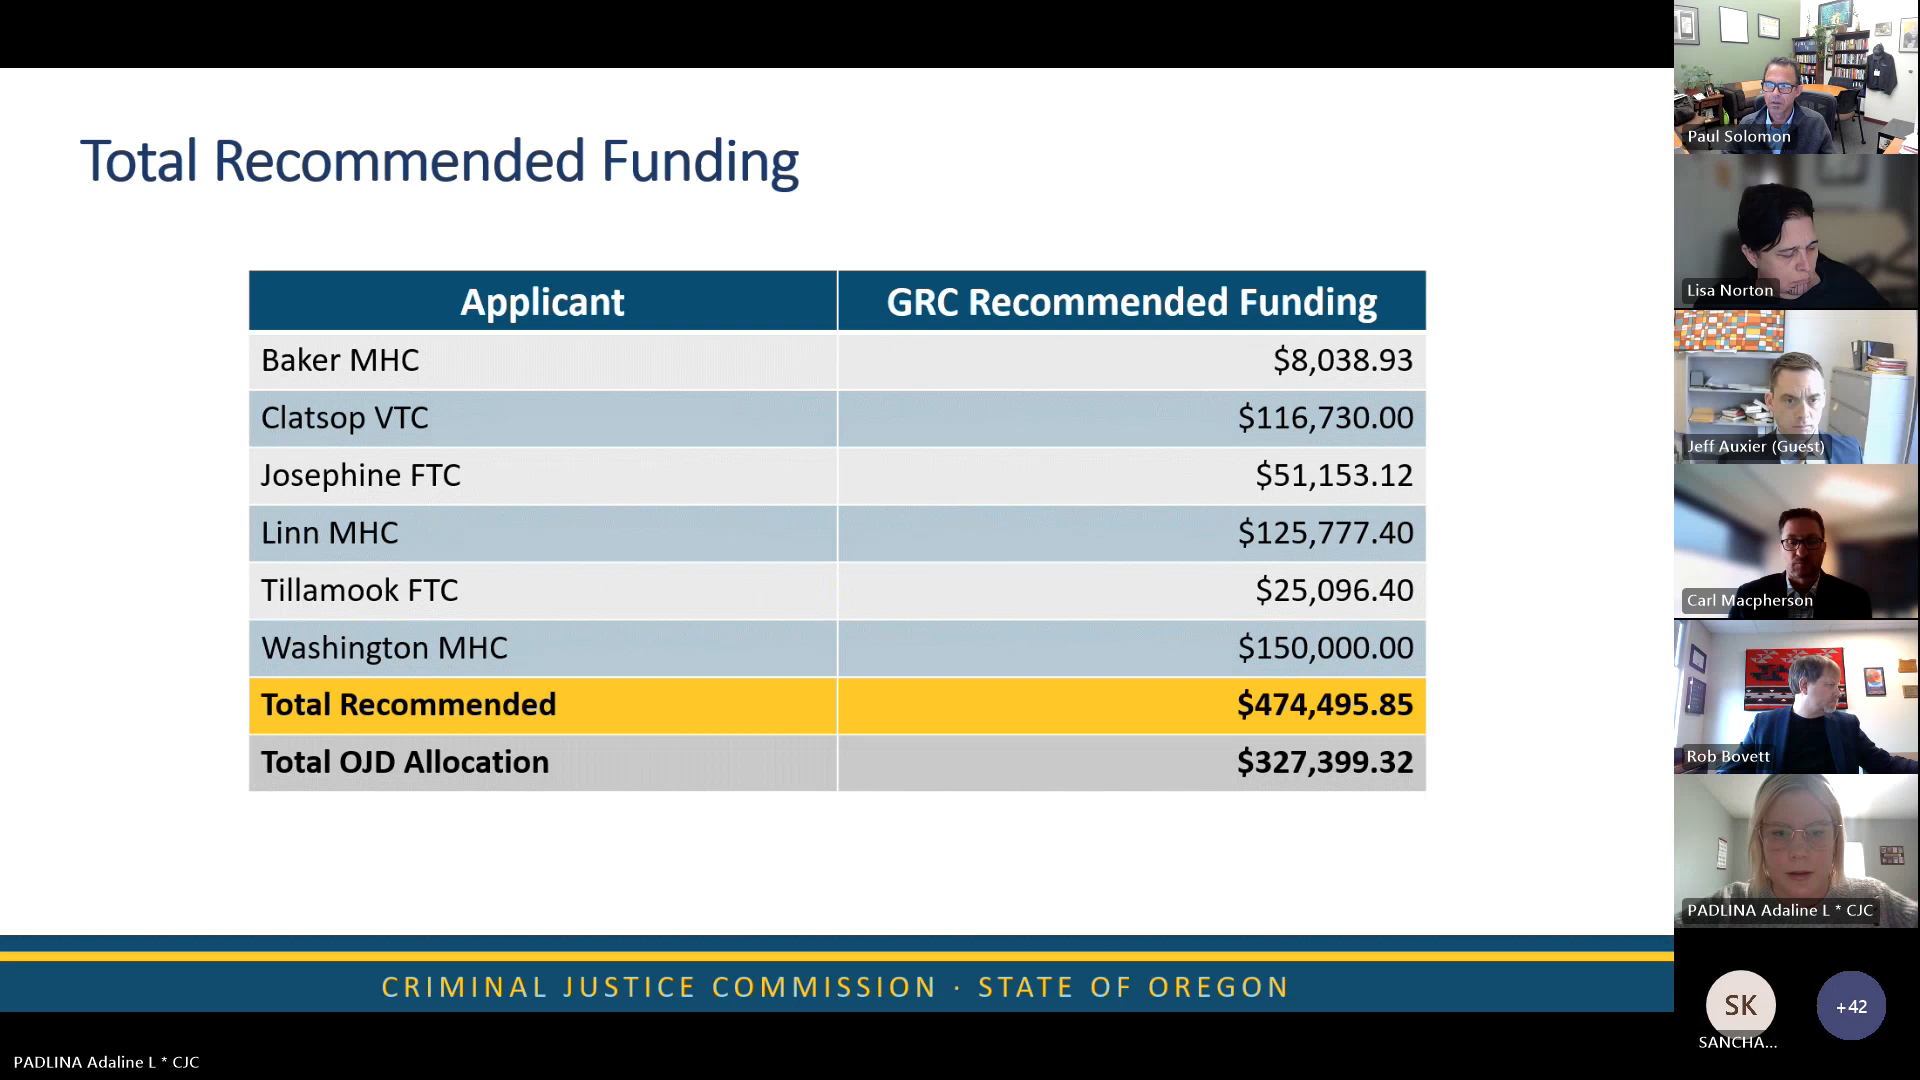 Total Recommended Funding
Applicant GRC Recommended Funding
Baker MHC $8,038.93
Clatsop VTC $116,730.00
Josephine FTC $51,153.12
Linn MHC $125,777.40
Tillamook FTC $25,096.40
Washington MHC $150,000.00
Total Recommended $474,495.85
Total OJD Allocation $327,399.32
CRIMINAL JUSTICE COMMISSION · STATE OF OREGON
PADLINA Adaline L * CJC
Paul Solomon
Lisa Norton
Jeff Auxier (Guest)
Carl Macpherson
Rob Bovett
PADLINA Adaline L * CJC
SK
+42
SANCHA...